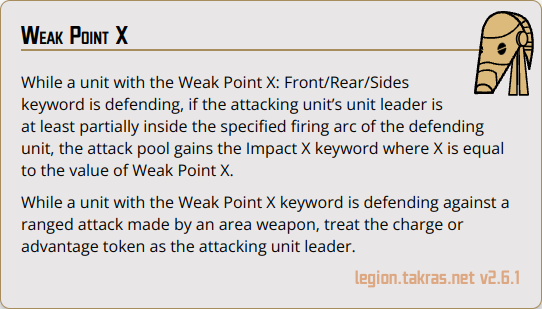 Weak Point X
While a unit with the Weak Point X: Front/Rear/Sides
keyword is defending, if the attacking unit’s unit leader is
at least partially inside the specified firing arc of the defending
unit, the attack pool gains the Impact X keyword where X is equal
to the value of Weak Point X.
While a unit with the Weak Point X keyword is defending against a
ranged attack made by an area weapon, treat the charge or
advantage token as the attacking unit leader.
legion.takras.net v2.6.1